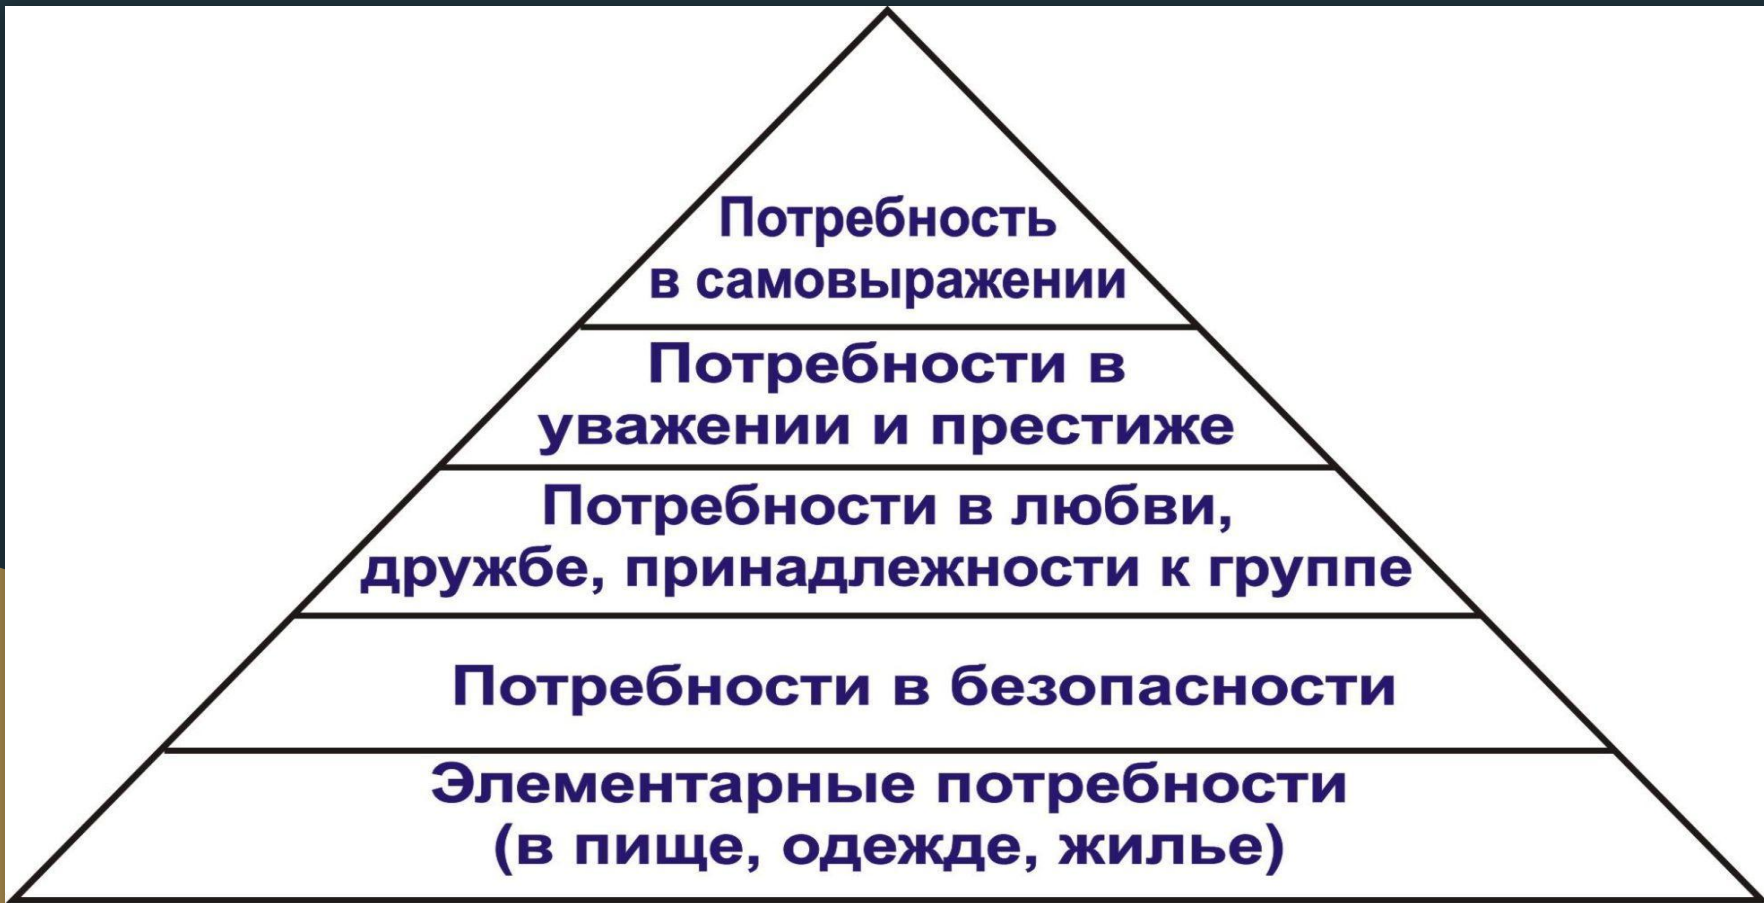 Потребность
в самовыражении
Потребности в
уважении и престиже
Потребности в любви,
дружбе, принадлежности к группе
Потребности в безопасности
Элементарные потребности
(в пище, одежде, жилье)